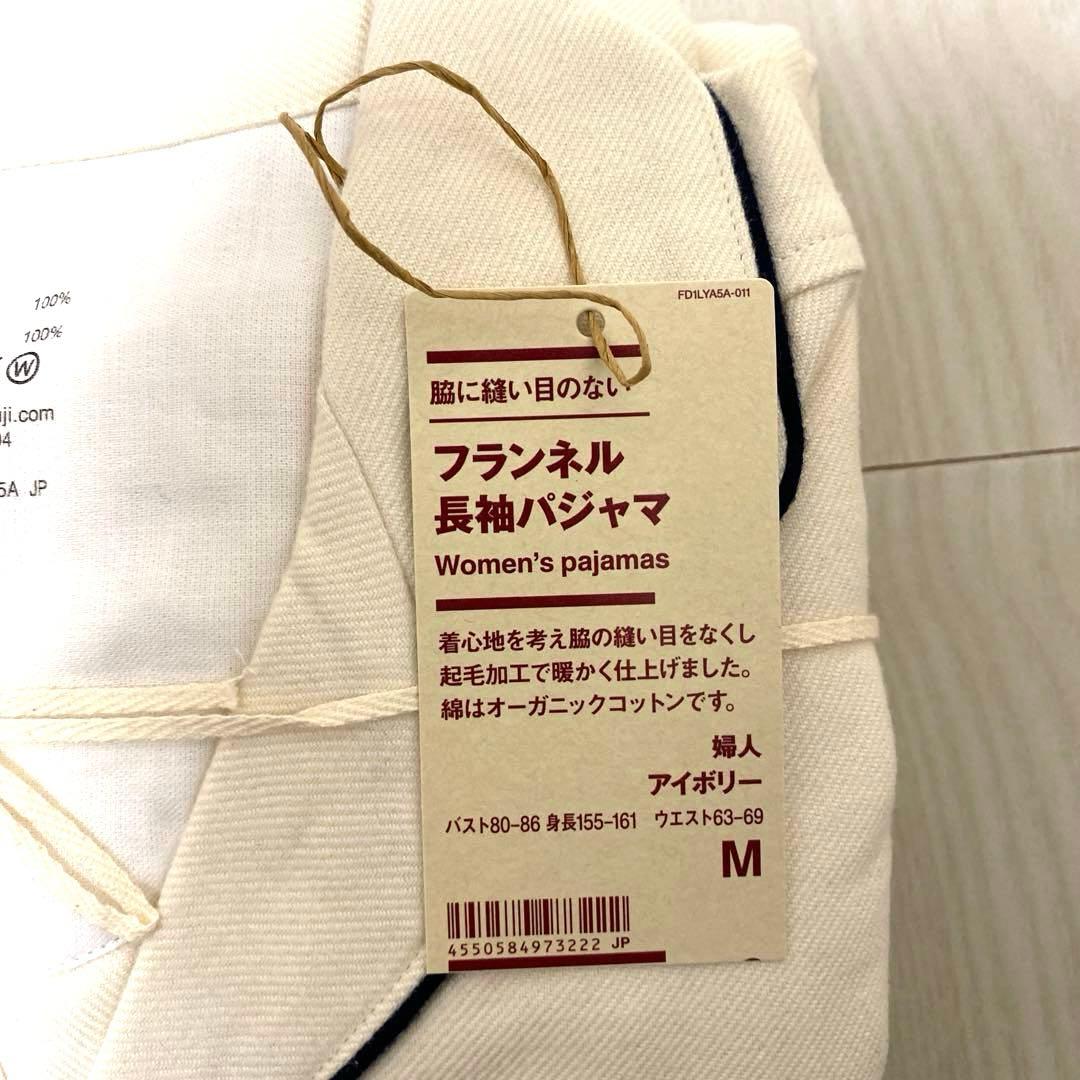 100%
100%
W
ji.com
04
5A JP
FD1LYA5A-011
脇に縫い目のない
フランネル
長袖パジャマ
Women's pajamas
着心地を考え脇の縫い目をなくし
起毛加工で暖かく仕上げました。
綿はオーガニックコットンです。
婦人
アイボリー
バスト80-86 身長155-161 ウエスト63-69
M
4550584973222 JP